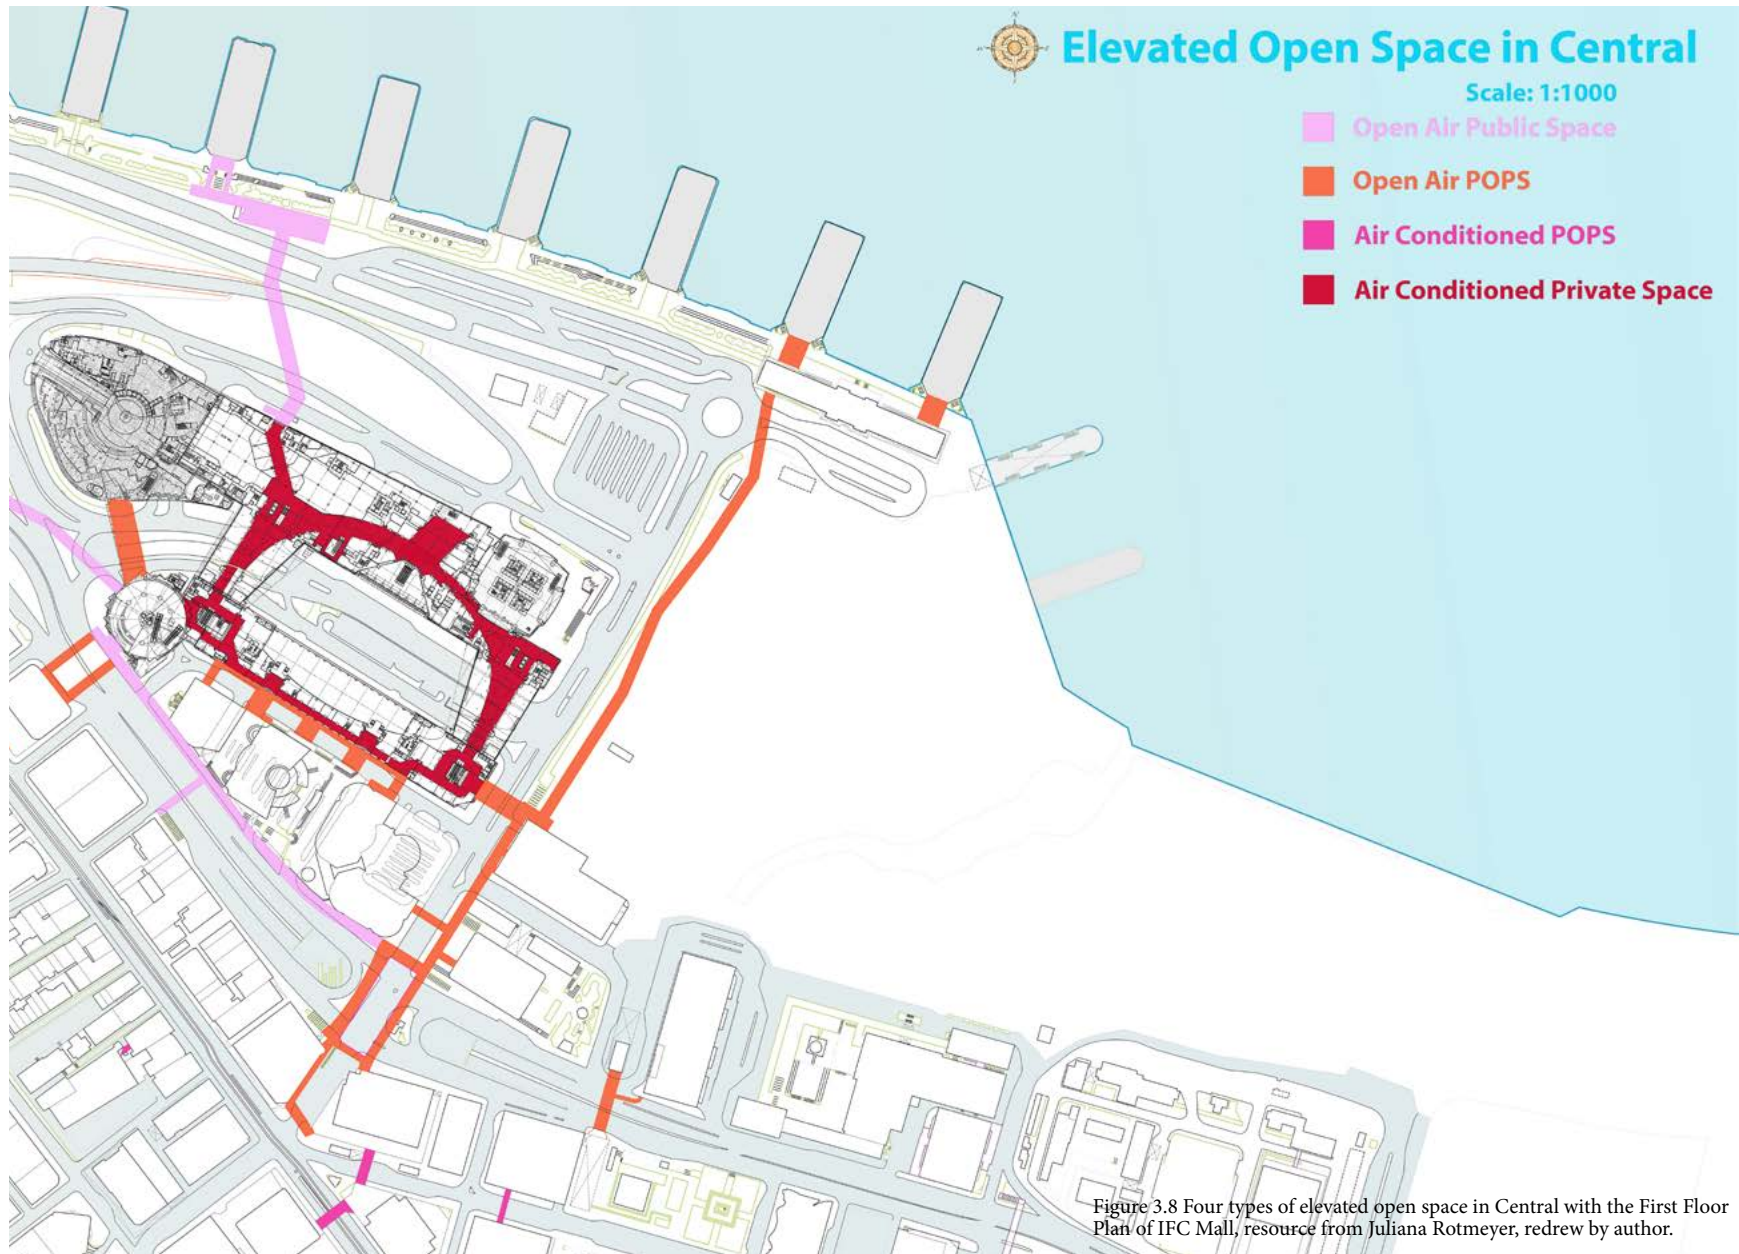 N
Elevated Open Space in Central
Scale: 1:1000
Open Air Public Space
Open Air POPS
Air Conditioned POPS
Air Conditioned Private Space
Figure 3.8 Four types of elevated open space in Central with the First Floor
Plan of IFC Mall, resource from Juliana Rotmeyer, redrew by author.